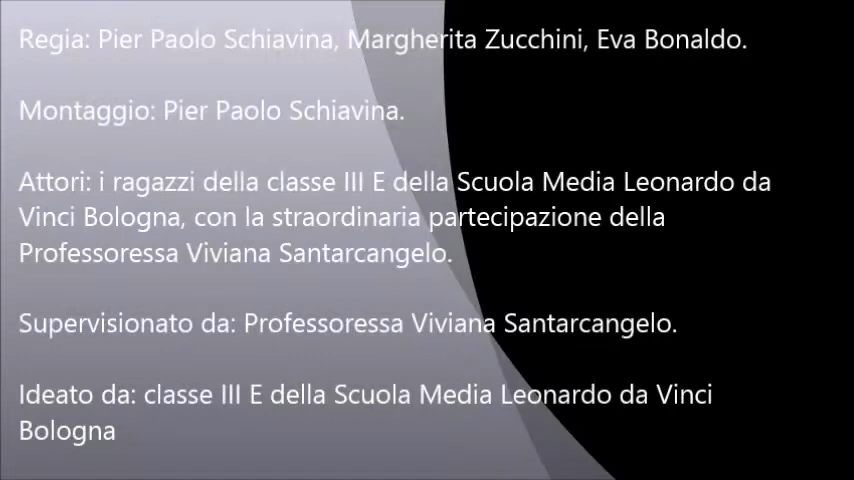 Regia: Pier Paolo Schiavina, Margherita Zucchini, Eva Bonaldo.
Montaggio: Pier Paolo Schiavina.
Attori: i ragazzi della classe III E della Scuola Media Leonardo da
Vinci Bologna, con la straordinaria partecipazione della
Professoressa Viviana Santarcangelo.
Supervisionato da: Professoressa Viviana Santarcangelo.
Ideato da: classe III E della Scuola Media Leonardo da Vinci
Bologna